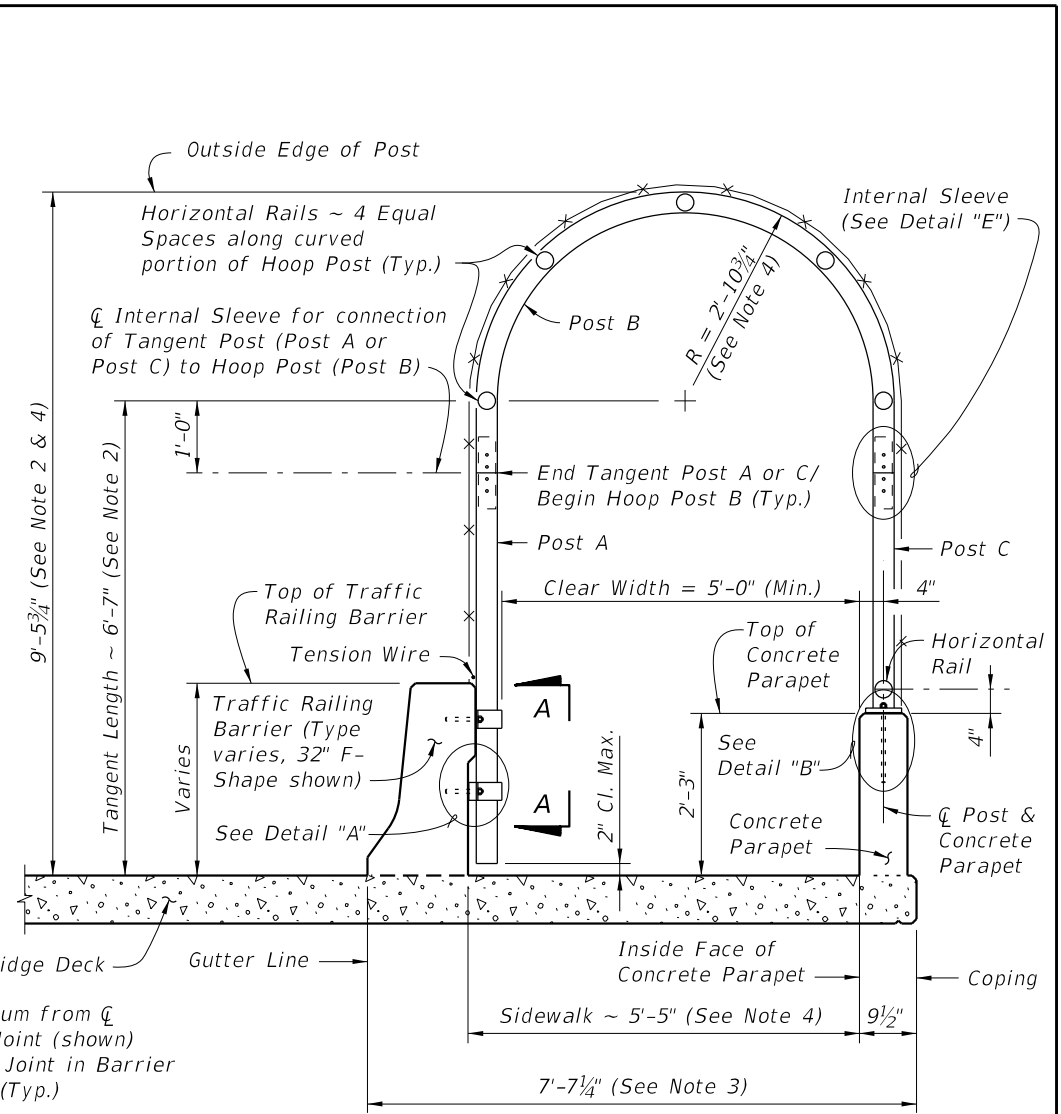 Outside Edge of Post
Horizontal Rails ~ 4 Equal
Spaces along curved
portion of Hoop Post (Typ.)
Internal Sleeve
(See Detail "E")
R = 2'-10¾"
(See Note 4)
Post B
℄ Internal Sleeve for connection
of Tangent Post (Post A or
Post C) to Hoop Post (Post B)
1'-0"
9'-5¾" (See Note 2 & 4)
Tangent Length ~ 6'-7" (See Note 2)
End Tangent Post A or C/
Begin Hoop Post B (Typ.)
Post A
Post C
Clear Width = 5'-0" (Min.)
4"
Top of Traffic
Railing Barrier
Tension Wire
Top of
Concrete
Parapet
Horizontal
Rail
Traffic Railing
Barrier (Type
varies, 32" F-
Shape shown)
Varies
A
A
2" Cl. Max.
2'-3"
See
Detail "B"
4"
See Detail "A"
Concrete
Parapet
℄ Post &
Concrete
Parapet
idge Deck
Gutter Line
Inside Face of
Concrete Parapet
Coping
um from ℄
Joint (shown)
Joint in Barrier
(Typ.)
Sidewalk ~ 5'-5" (See Note 4)
9½"
7'-7¼" (See Note 3)